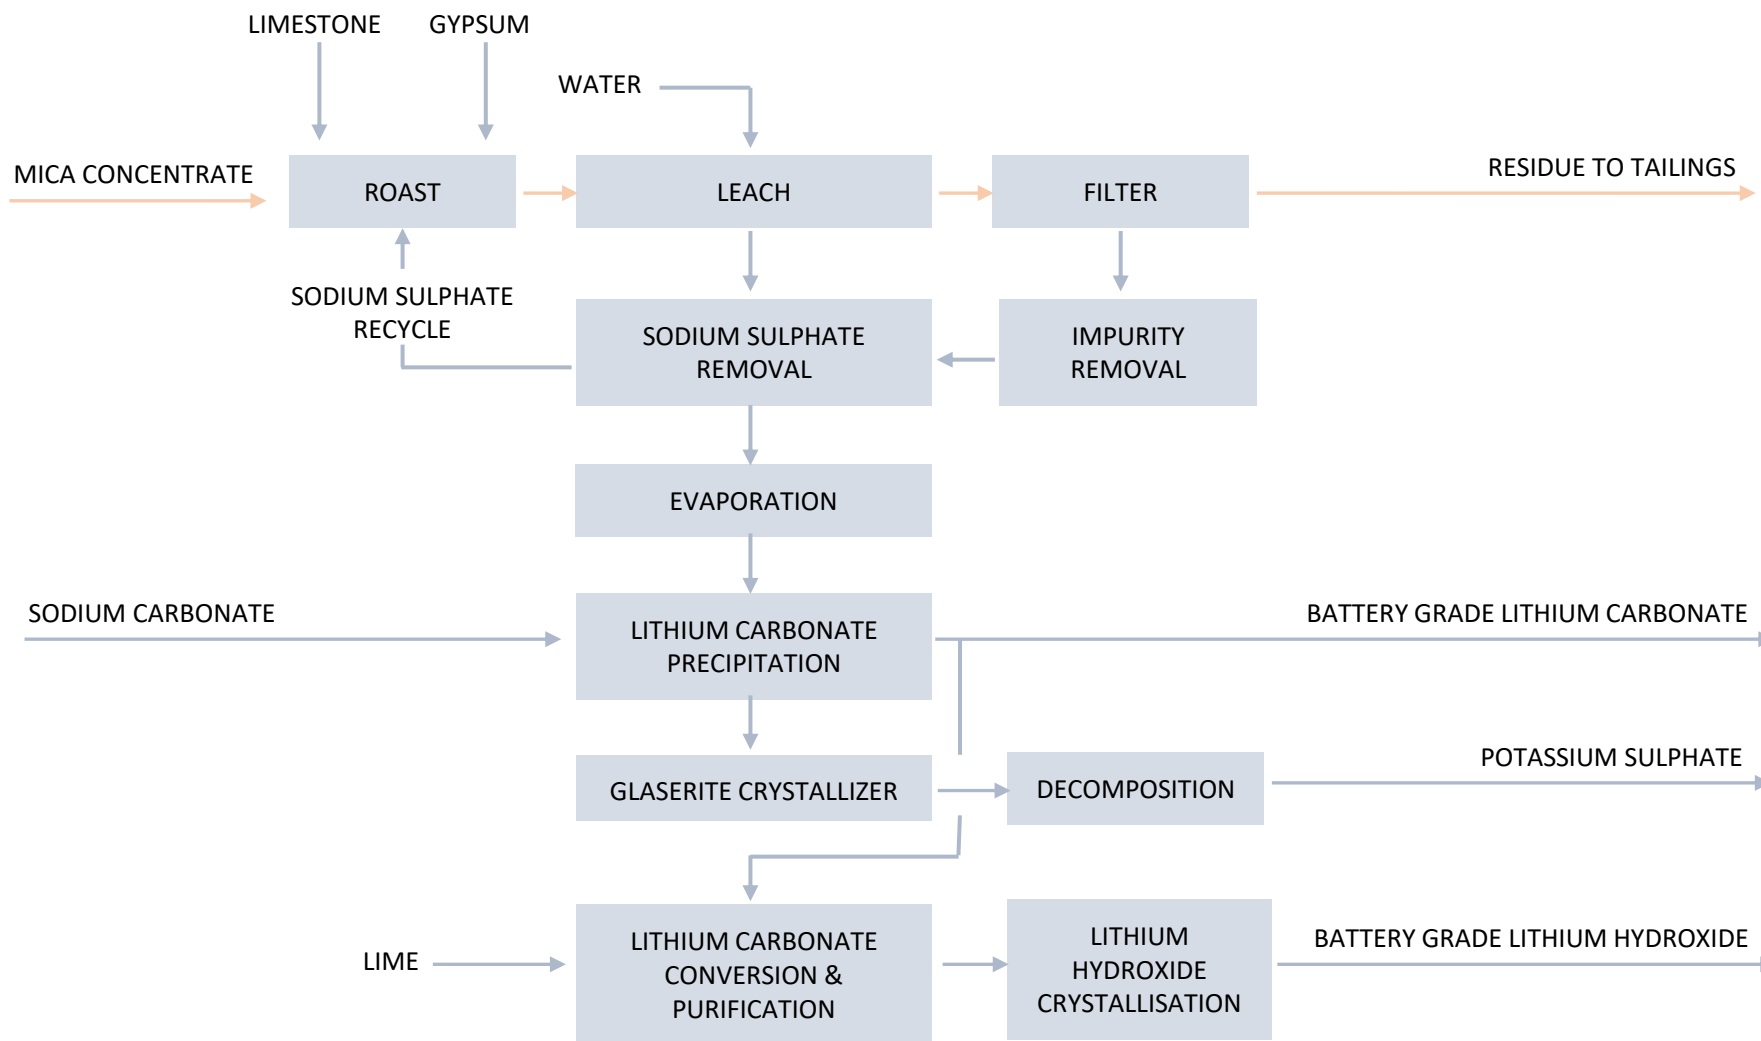 LIMESTONE
GYPSUM
WATER
MICA CONCENTRATE
ROAST
LEACH
FILTER
RESIDUE TO TAILINGS
SODIUM SULPHATE
RECYCLE
SODIUM SULPHATE
REMOVAL
IMPURITY
REMOVAL
EVAPORATION
SODIUM CARBONATE
LITHIUM CARBONATE
PRECIPITATION
BATTERY GRADE LITHIUM CARBONATE
GLASERITE CRYSTALLIZER
DECOMPOSITION
POTASSIUM SULPHATE
LIME
LITHIUM CARBONATE
CONVERSION &
PURIFICATION
LITHIUM
HYDROXIDE
CRYSTALLISATION
BATTERY GRADE LITHIUM HYDROXIDE